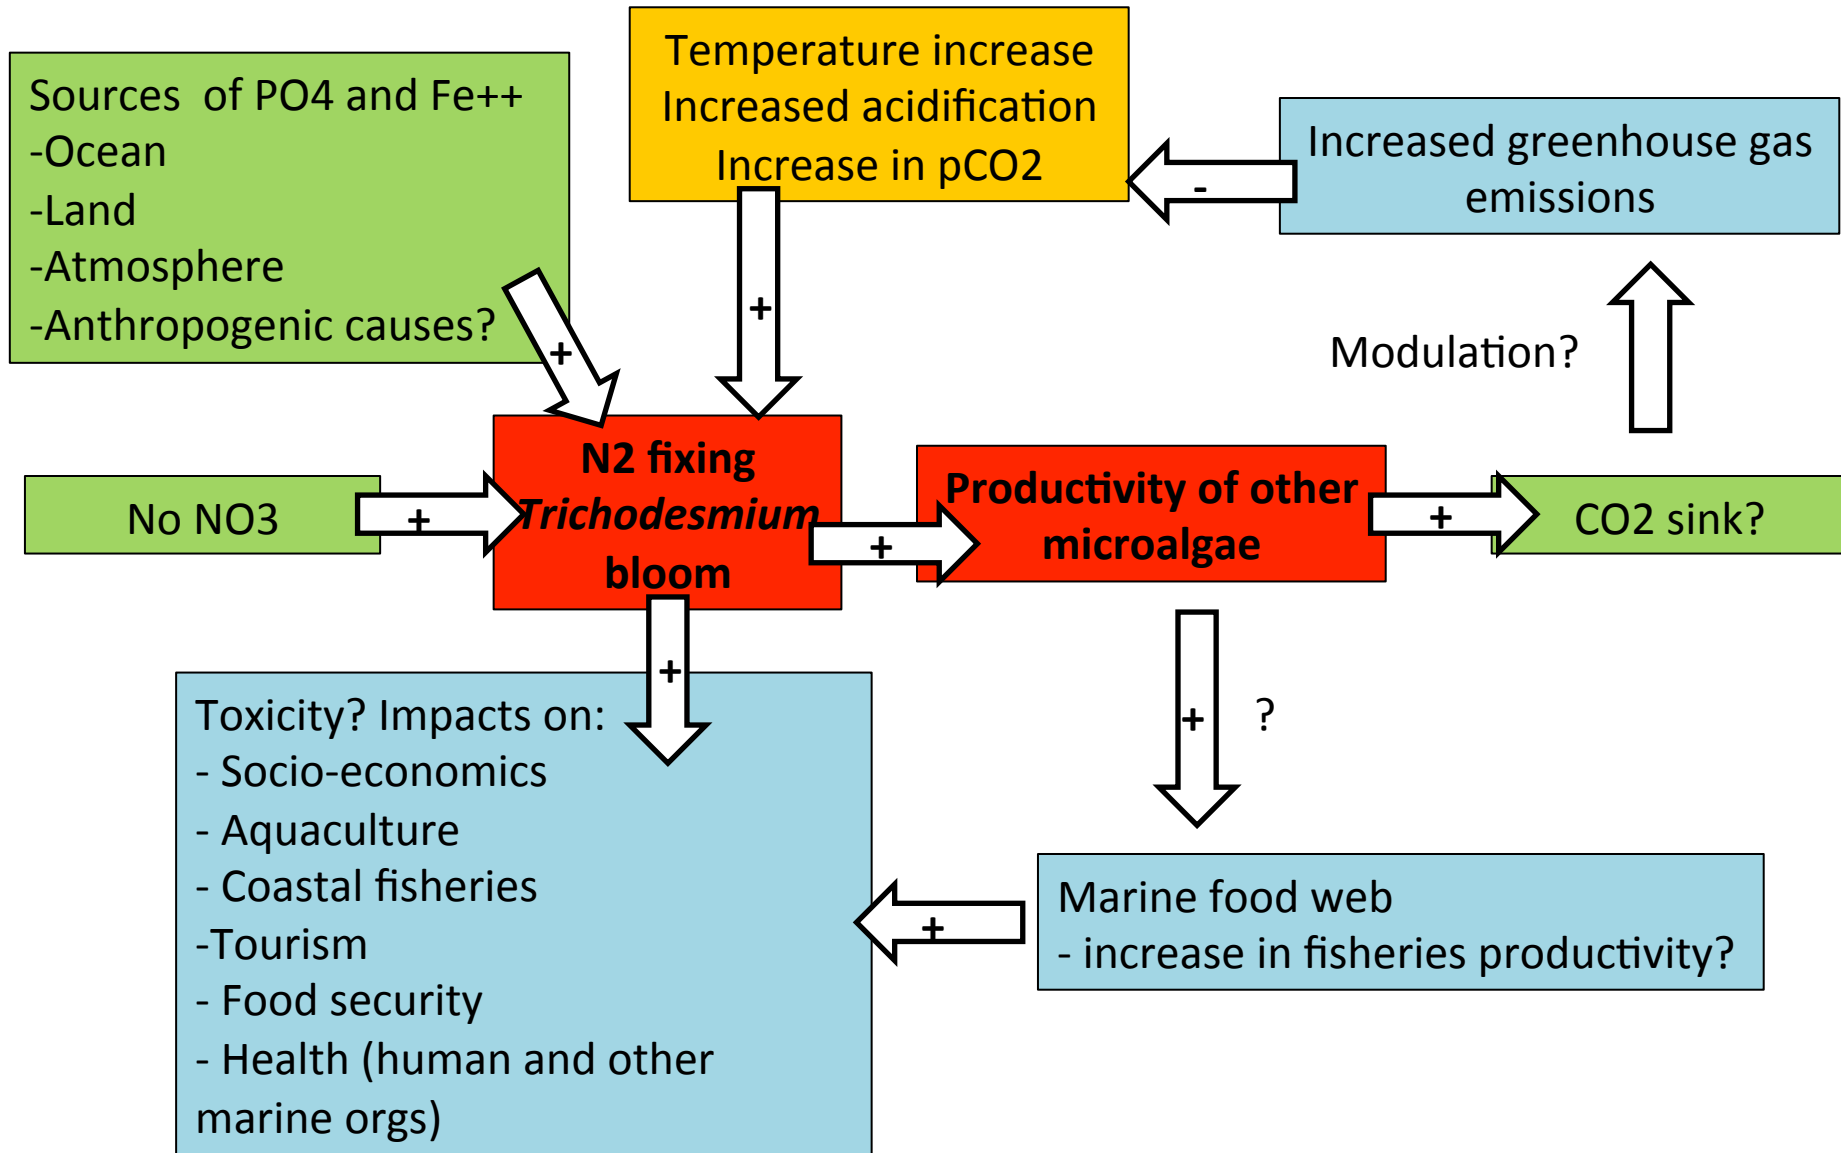 Sources of PO4 and Fe++
-Ocean
-Land
-Atmosphere
-Anthropogenic causes?
+
Temperature increase
Increased acidification
Increase in pCO2
+
Increased greenhouse gas
emissions
-
Modulation?
No NO3
+
N2 fixing
Trichodesmium
bloom
+
Productivity of other
microalgae
+
CO2 sink?
+
Toxicity? Impacts on:
- Socio-economics
- Aquaculture
- Coastal fisheries
-Tourism
- Food security
- Health (human and other
marine orgs)
+
?
+
Marine food web
- increase in fisheries productivity?